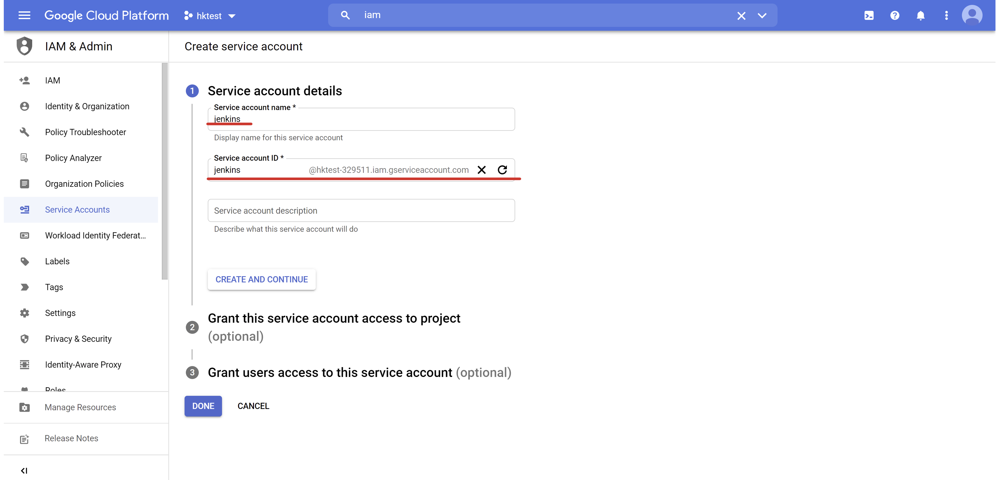 Google Cloud Platform
hktest
iam
IAM & Admin
Create service account
IAM
Identity & Organization
Policy Troubleshooter
Policy Analyzer
Organization Policies
Service Accounts
Workload Identity Federat...
Labels
Tags
Settings
Privacy & Security
Identity-Aware Proxy
Roles
Manage Resources
Release Notes
1
Service account details
Service account name *
jenkins
Display name for this service account
Service account ID *
jenkins @hktest-329511.iam.gserviceaccount.com
Service account description
Describe what this service account will do
CREATE AND CONTINUE
2
Grant this service account access to project
(optional)
3
Grant users access to this service account (optional)
DONE
CANCEL